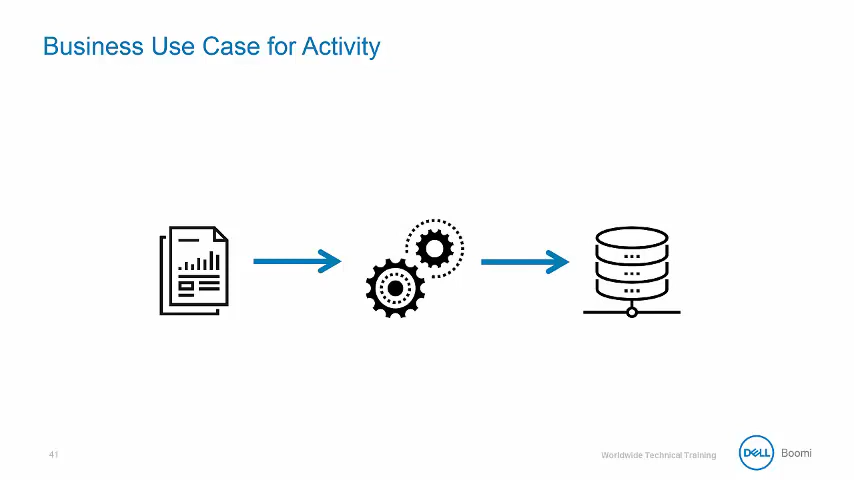 Business Use Case for Activity
41
Worldwide Technical Training
DELL
Boomi